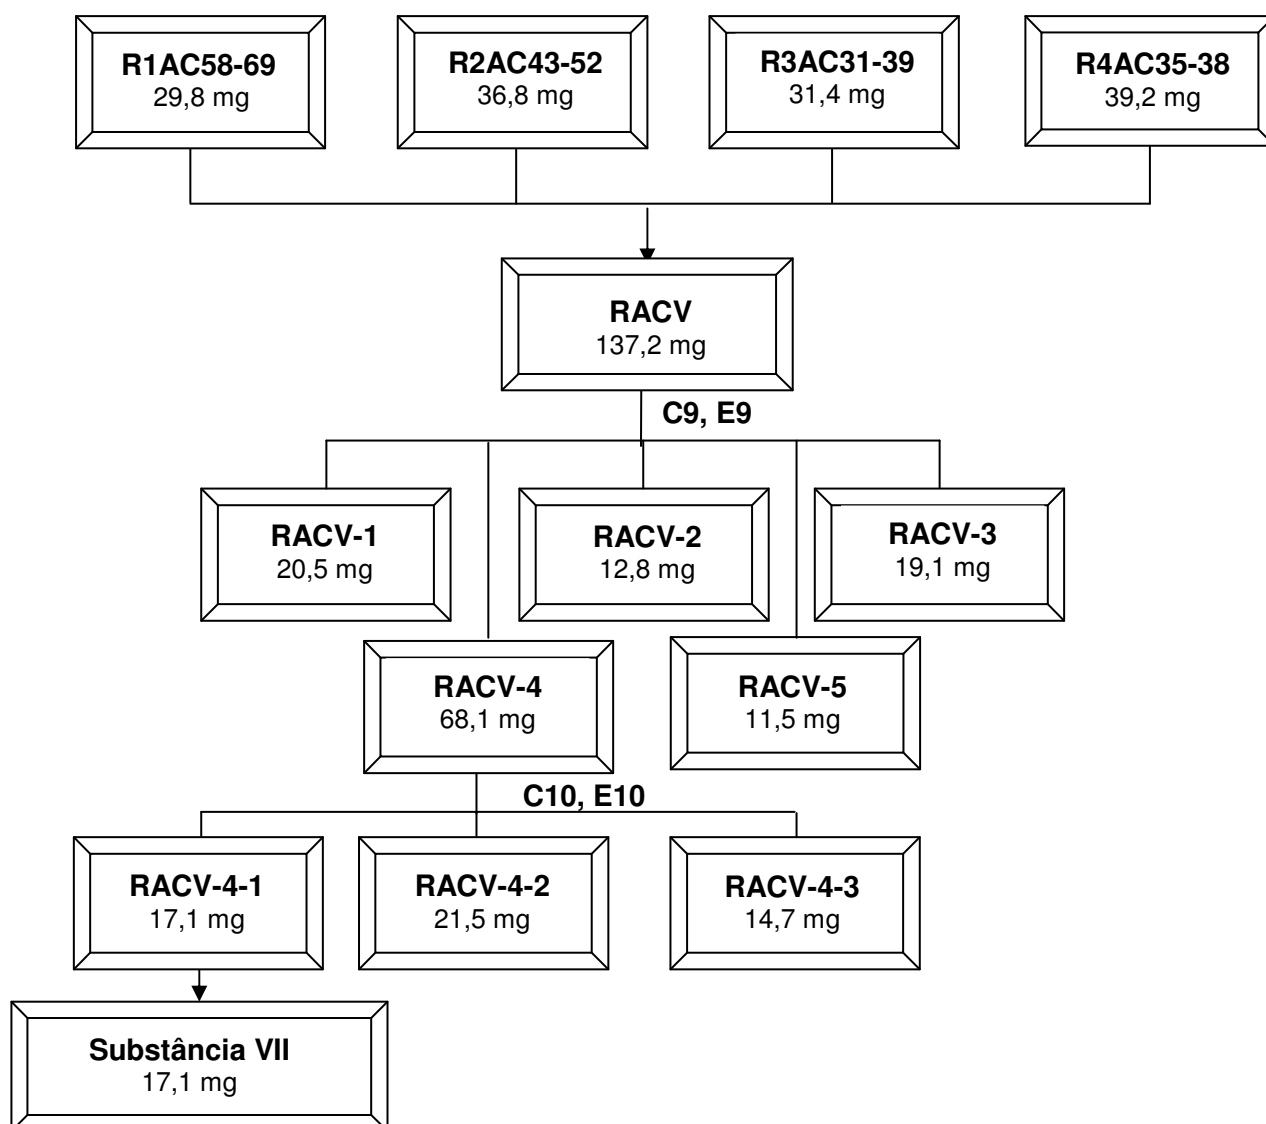 R1AC58-69
29,8 mg
R2AC43-52
36,8 mg
R3AC31-39
31,4 mg
R4AC35-38
39,2 mg
RACV
137,2 mg
C9, E9
RACV-1
20,5 mg
RACV-2
12,8 mg
RACV-3
19,1 mg
RACV-4
68,1 mg
RACV-5
11,5 mg
C10, E10
RACV-4-1
17,1 mg
RACV-4-2
21,5 mg
RACV-4-3
14,7 mg
Substância VII
17,1 mg